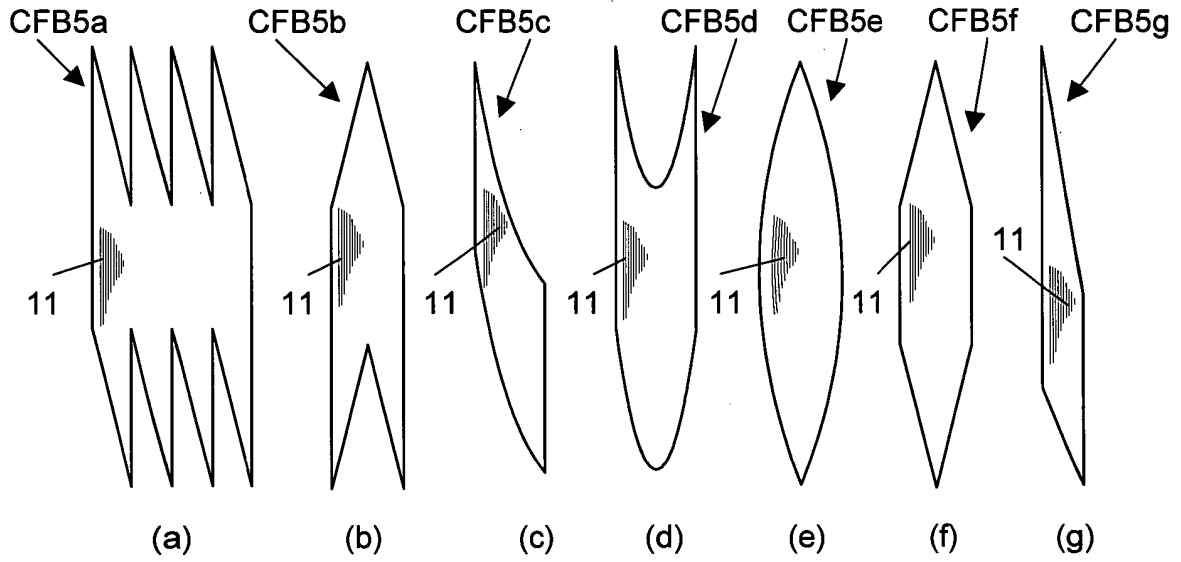 CFB5a CFB5b CFB5c CFB5d CFB5e CFB5f CFB5g
11 11 11 11 11 11 11
(a) (b) (c) (d) (e) (f) (g)